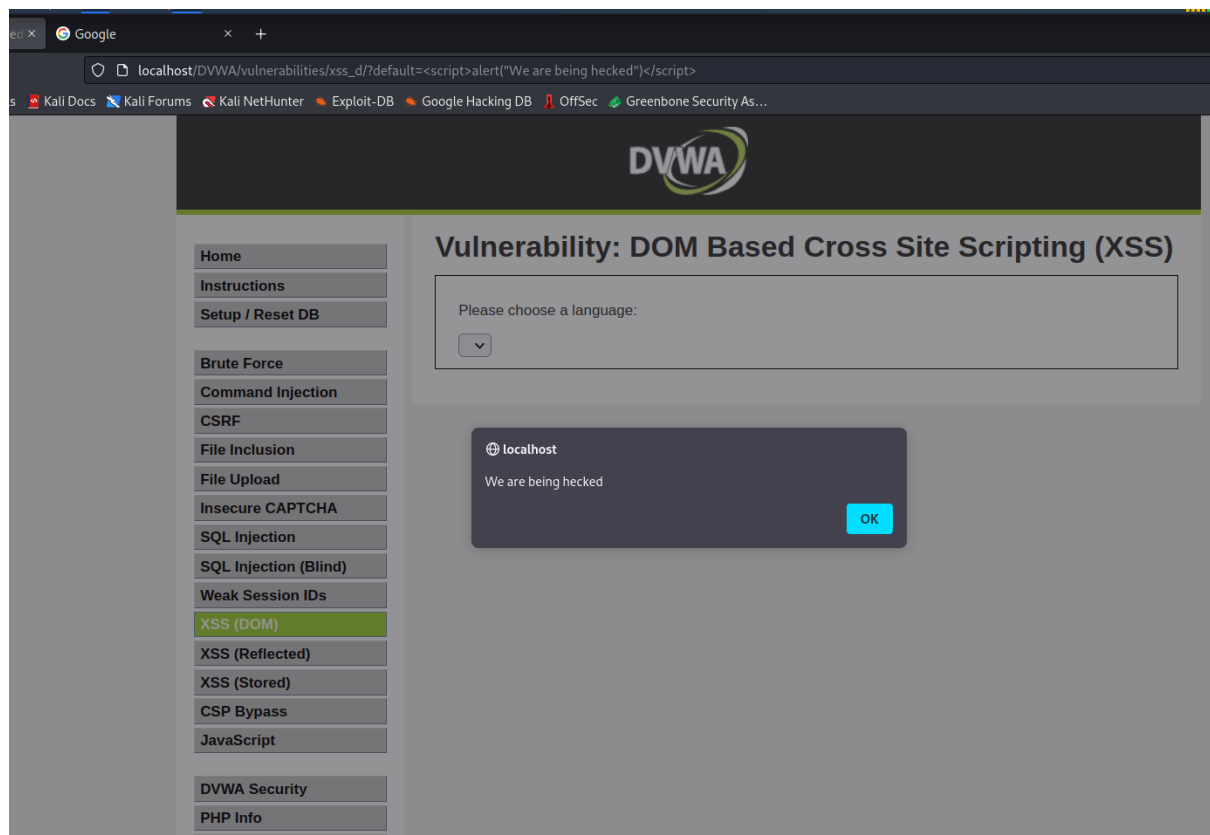 ed ×
Google × +
localhost/DVWA/vulnerabilities/xss_d/?default=<script>alert("We are being hecked")</script>
s Kali Docs Kali Forums Kali NetHunter Exploit-DB Google Hacking DB OffSec Greenbone Security As...
DVWA
Vulnerability: DOM Based Cross Site Scripting (XSS)
Please choose a language:
Home
Instructions
Setup / Reset DB
Brute Force
Command Injection
CSRF
File Inclusion
File Upload
Insecure CAPTCHA
SQL Injection
SQL Injection (Blind)
Weak Session IDs
XSS (DOM)
XSS (Reflected)
XSS (Stored)
CSP Bypass
JavaScript
DVWA Security
PHP Info
localhost
We are being hecked
OK